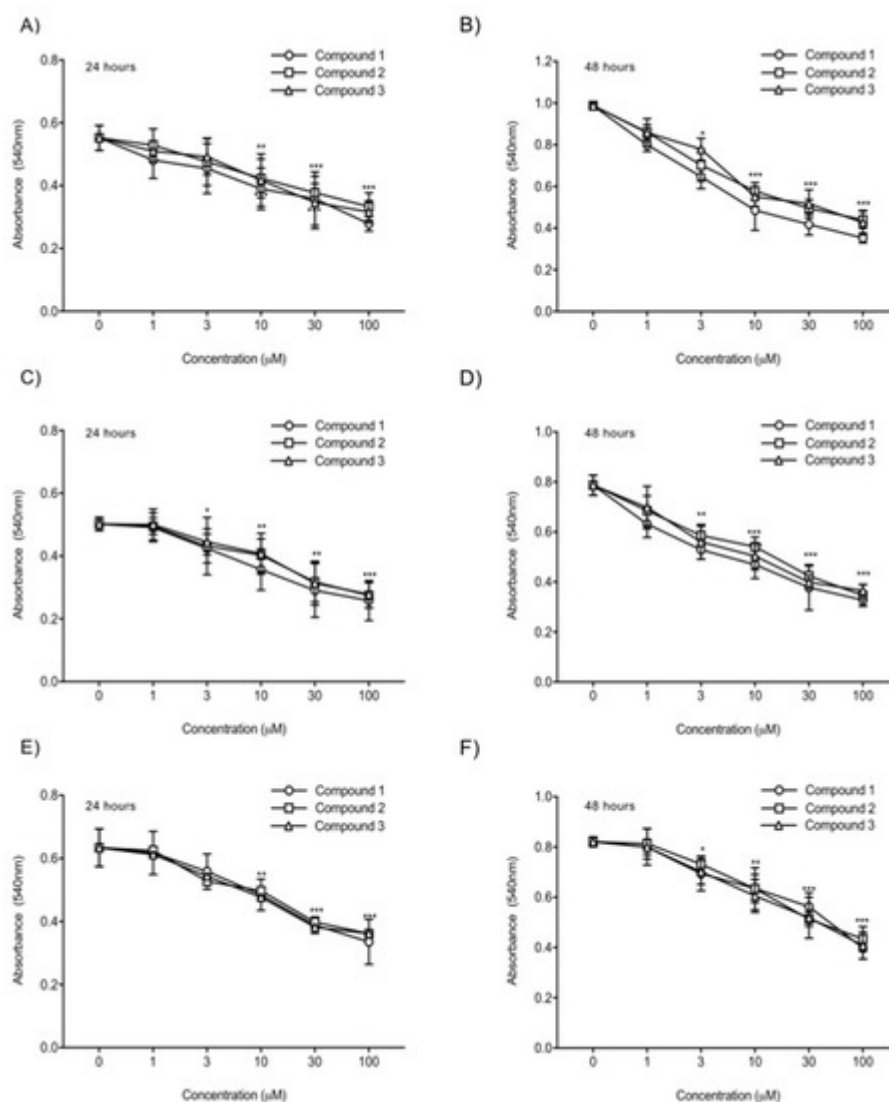 A)
24 hours
Compound 1
Compound 2
Compound 3
0.8
0.6
0.4
0.2
0.0
Absorbance (540nm)
** *** ***
0 1 3 10 30 100
Concentration (μM)
B)
48 hours
Compound 1
Compound 2
Compound 3
1.2
1.0
0.8
0.6
0.4
0.2
0.0
Absorbance (540nm)
* *** *** ***
0 1 3 10 30 100
Concentration (μM)
C)
24 hours
Compound 1
Compound 2
Compound 3
0.8
0.6
0.4
0.2
0.0
Absorbance (540nm)
* ** ** ***
0 1 3 10 30 100
Concentration (μM)
D)
48 hours
Compound 1
Compound 2
Compound 3
1.0
0.8
0.6
0.4
0.2
0.0
Absorbance (540nm)
** *** *** ***
0 1 3 10 30 100
Concentration (μM)
E)
24 hours
Compound 1
Compound 2
Compound 3
0.8
0.6
0.4
0.2
0.0
Absorbance (540nm)
** *** ***
0 1 3 10 30 100
Concentration (μM)
F)
48 hours
Compound 1
Compound 2
Compound 3
1.0
0.8
0.6
0.4
0.2
0.0
Absorbance (540nm)
* ** *** ***
0 1 3 10 30 100
Concentration (μM)